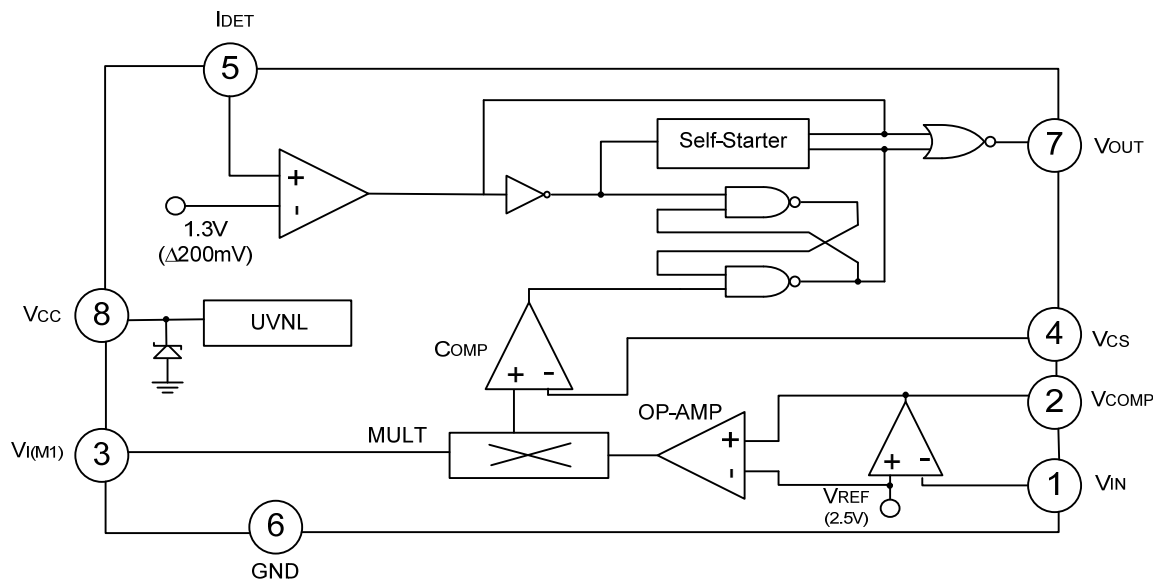 IDET
5
Self-Starter
7
VOUT
+
-
1.3V
(Δ200mV)
VCC
8
UVNL
4
VCS
COMP
+ -
2
VCOMP
OP-AMP
MULT
VI(M1)
3
+
-
+ -
1
VIN
VREF
(2.5V)
6
GND